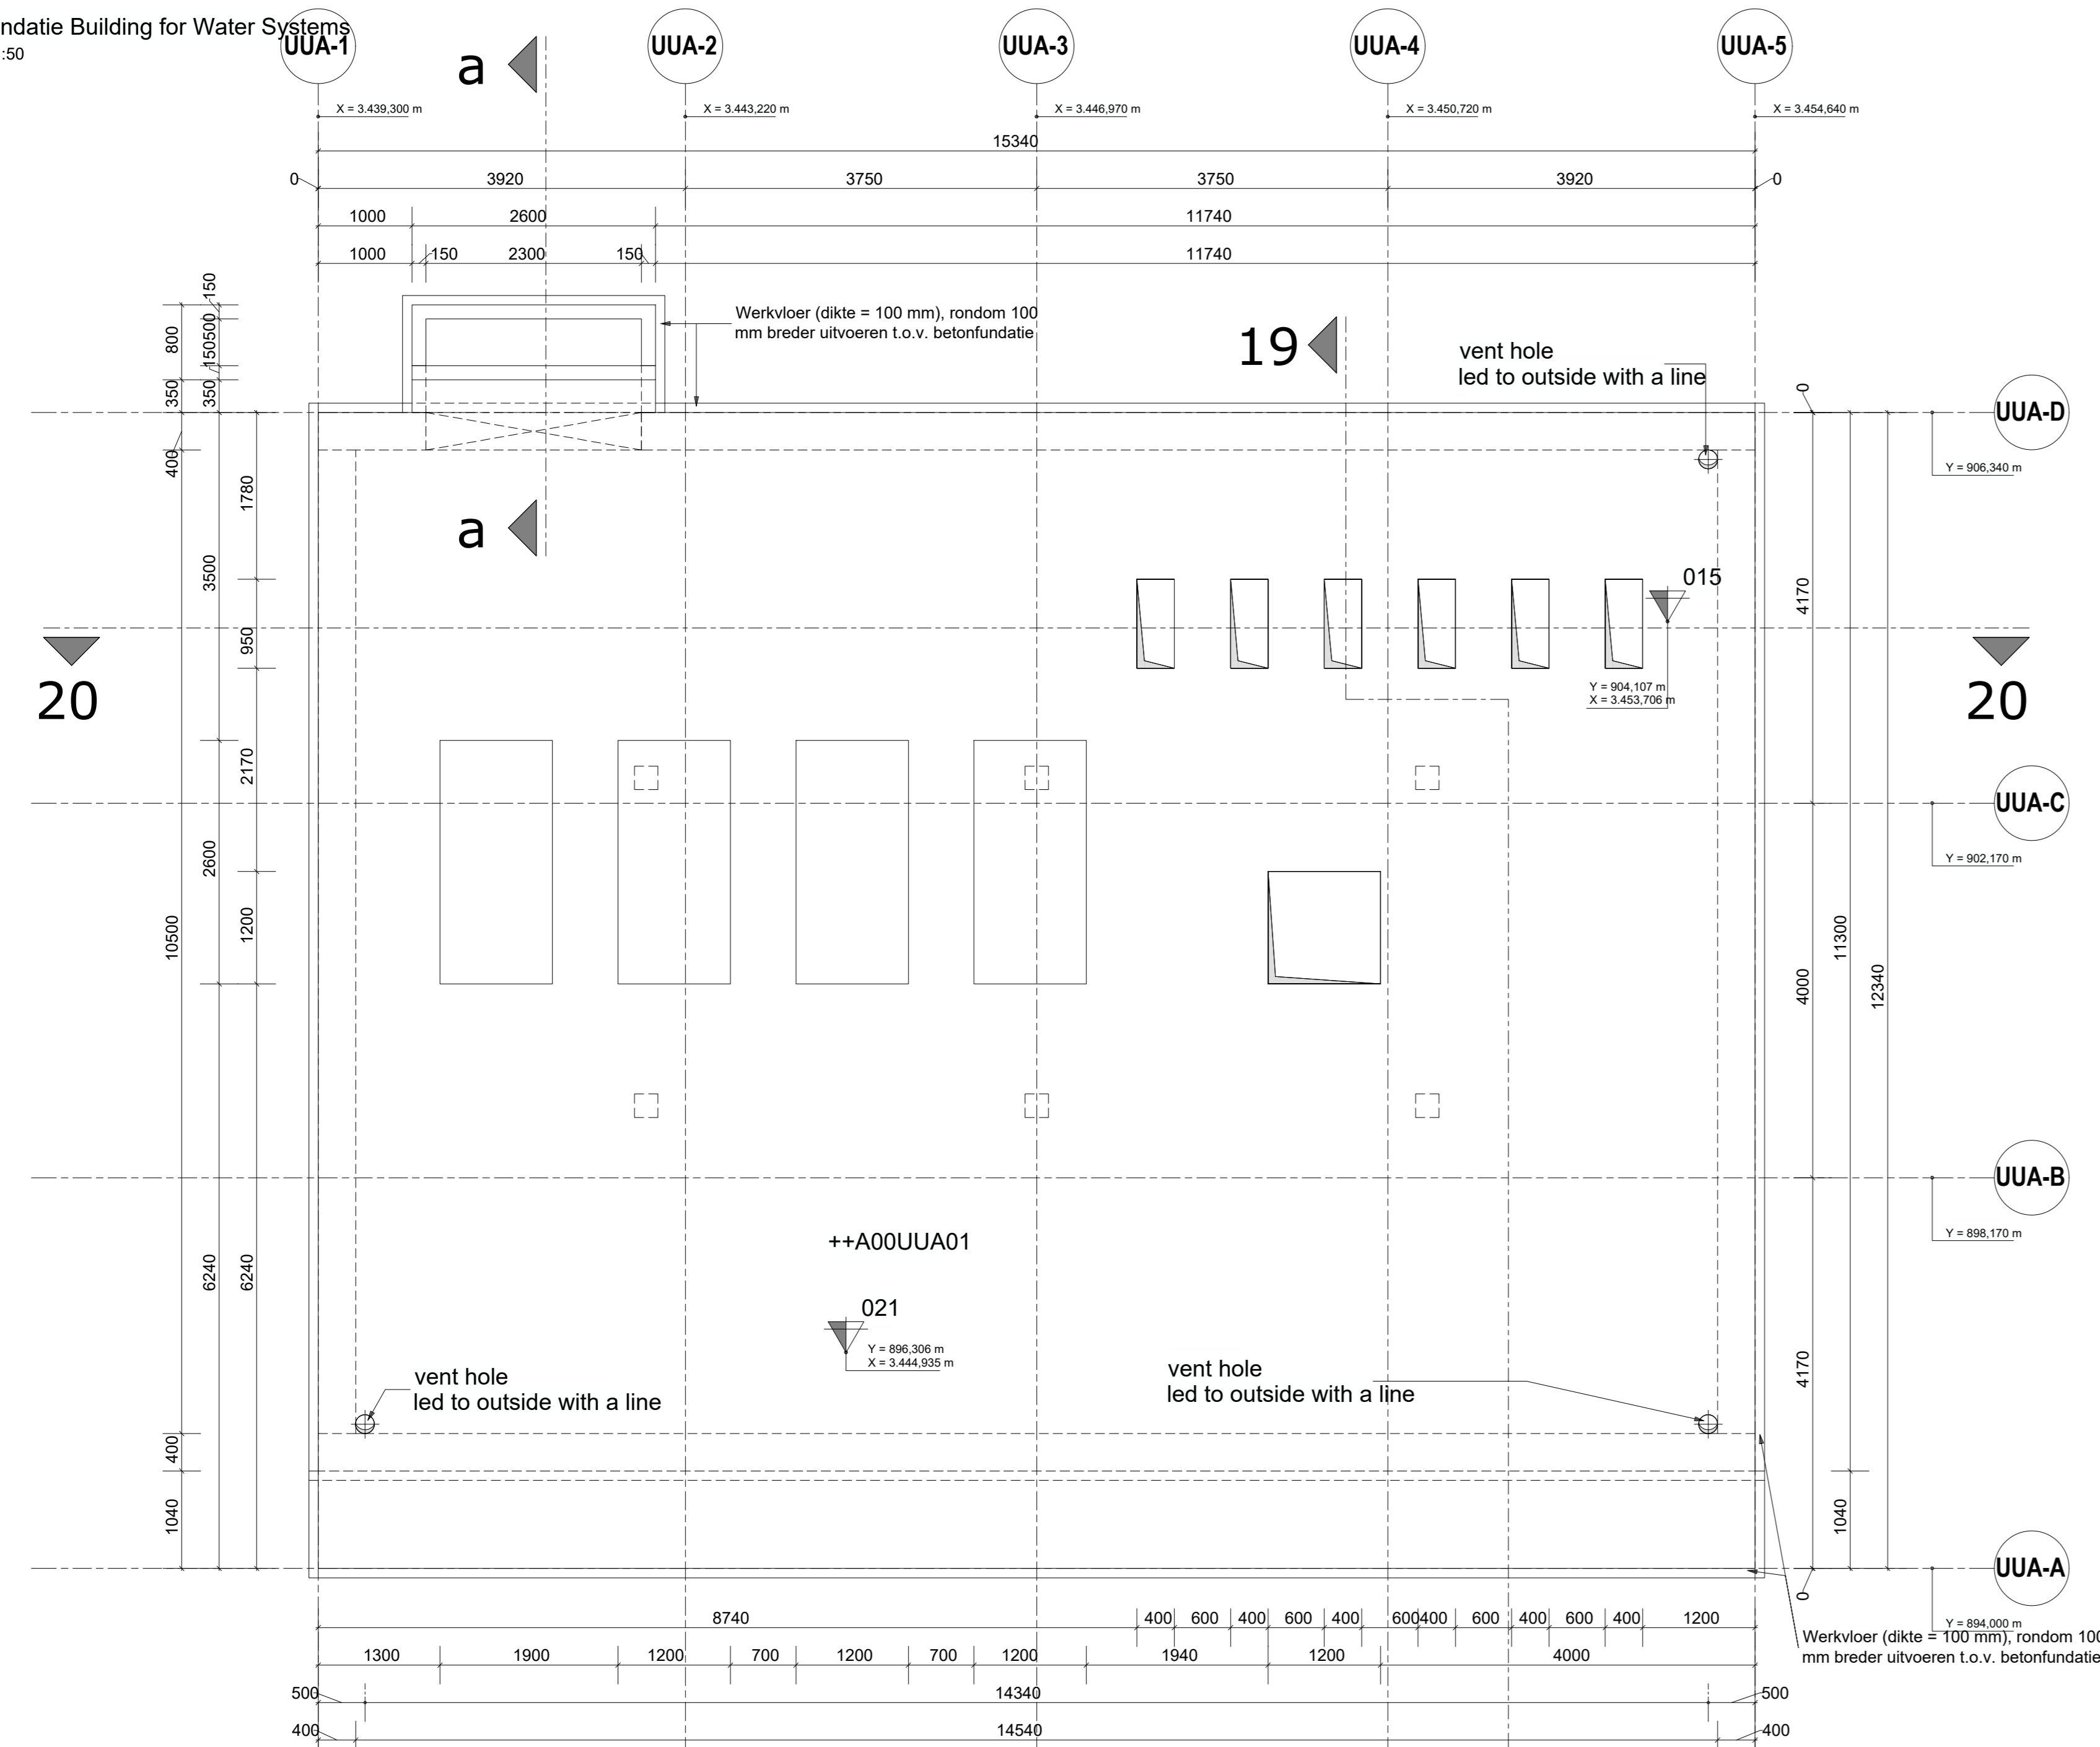 ndatie Building for Water Systems
:50
UUA-1
UUA-2
UUA-3
UUA-4
UUA-5
a
X = 3.439,300 m
X = 3.443,220 m
X = 3.446,970 m
X = 3.450,720 m
X = 3.454,640 m
15340
0
3920
3750
3750
3920
0
1000
2600
11740
1000
150
2300
150
11740
150
500
150
350
800
350
400
Werkvloer (dikte = 100 mm), rondom 100
mm breder uitvoeren t.o.v. betonfundatie
19
vent hole
led to outside with a line
0
UUA-D
Y = 906,340 m
a
1780
3500
950
015
4170
20
20
Y = 904,107 m
X = 3.453,706 m
2170
UUA-C
Y = 902,170 m
2600
10500
1200
11300
12340
4000
UUA-B
Y = 898,170 m
++A00UUA01
6240
6240
021
Y = 896,306 m
X = 3.444,935 m
4170
vent hole
led to outside with a line
vent hole
led to outside with a line
400
1040
1040
UUA-A
0
Y = 894,000 m
8740
400
600
400
600
400
600
400
600
400
600
400
1200
Werkvloer (dikte = 100 mm), rondom 100
mm breder uitvoeren t.o.v. betonfundatie
1300
1900
1200
700
1200
700
1200
1940
1200
4000
500
14340
500
400
14540
400